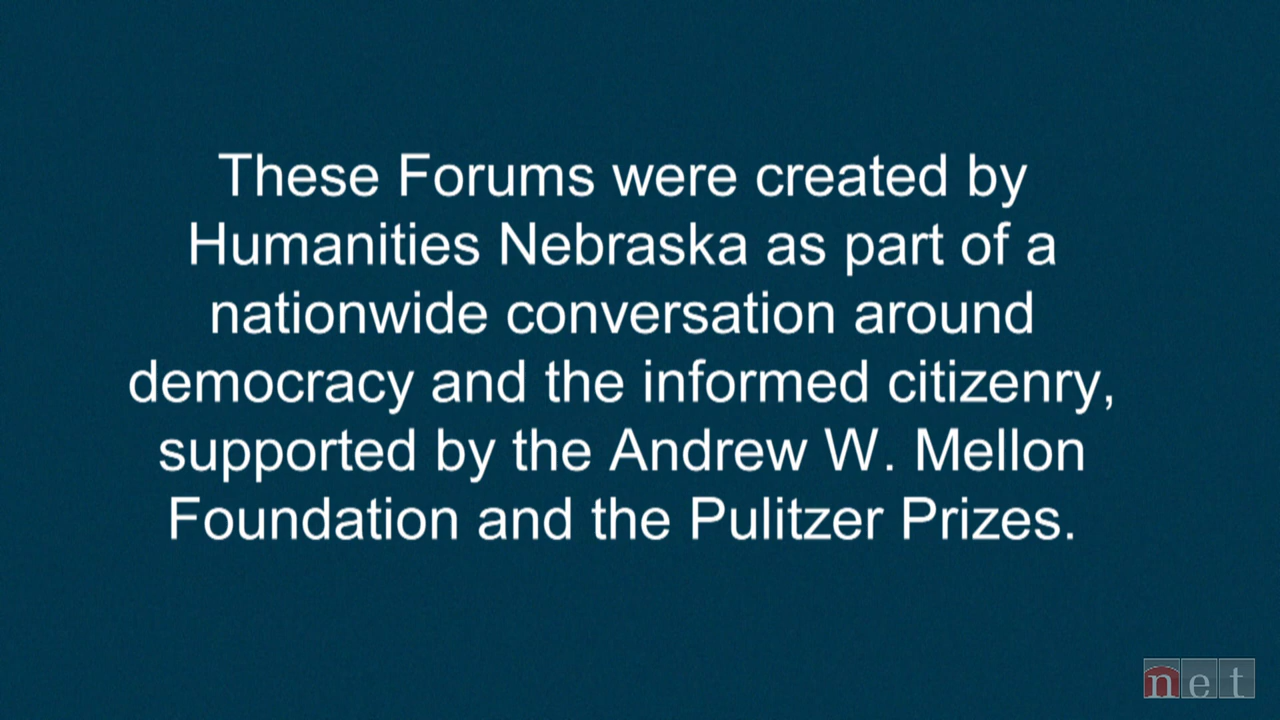 These Forums were created by
Humanities Nebraska as part of a
nationwide conversation around
democracy and the informed citizenry,
supported by the Andrew W. Mellon
Foundation and the Pulitzer Prizes.
net